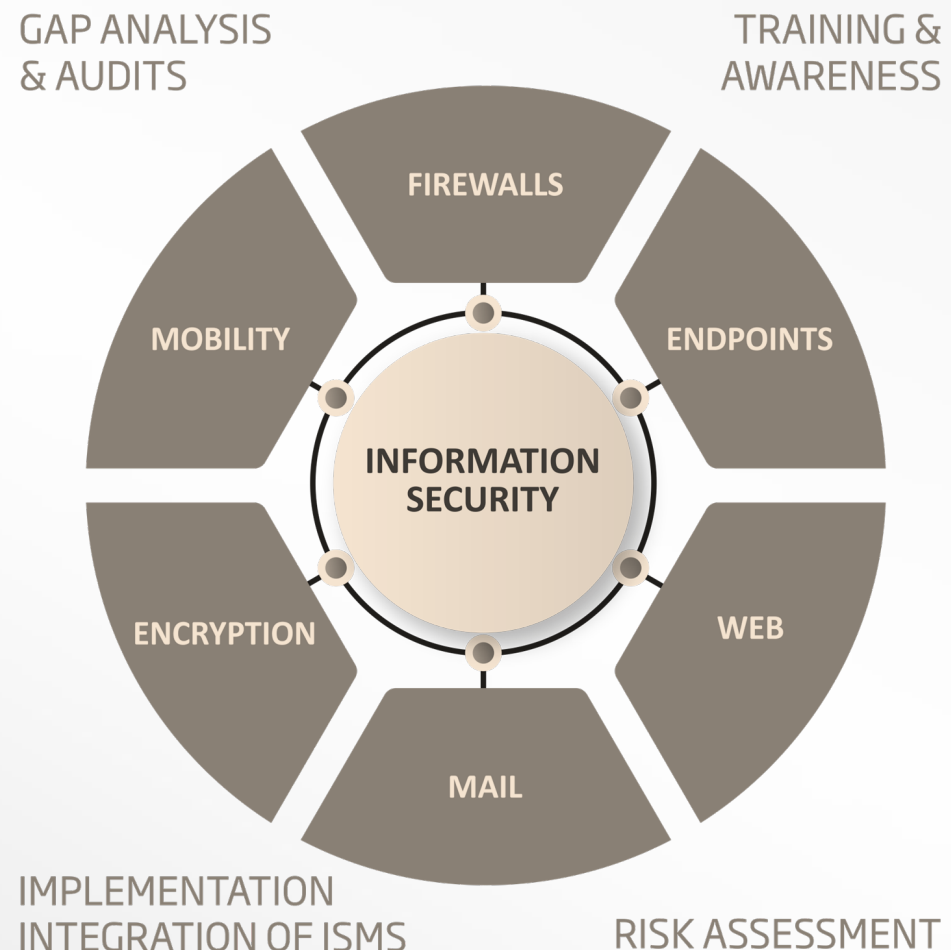 GAP ANALYSIS
& AUDITS
TRAINING &
AWARENESS
FIREWALLS
MOBILITY
ENDPOINTS
INFORMATION
SECURITY
ENCRYPTION
WEB
MAIL
IMPLEMENTATION
INTEGRATION OF ISMS
RISK ASSESSMENT